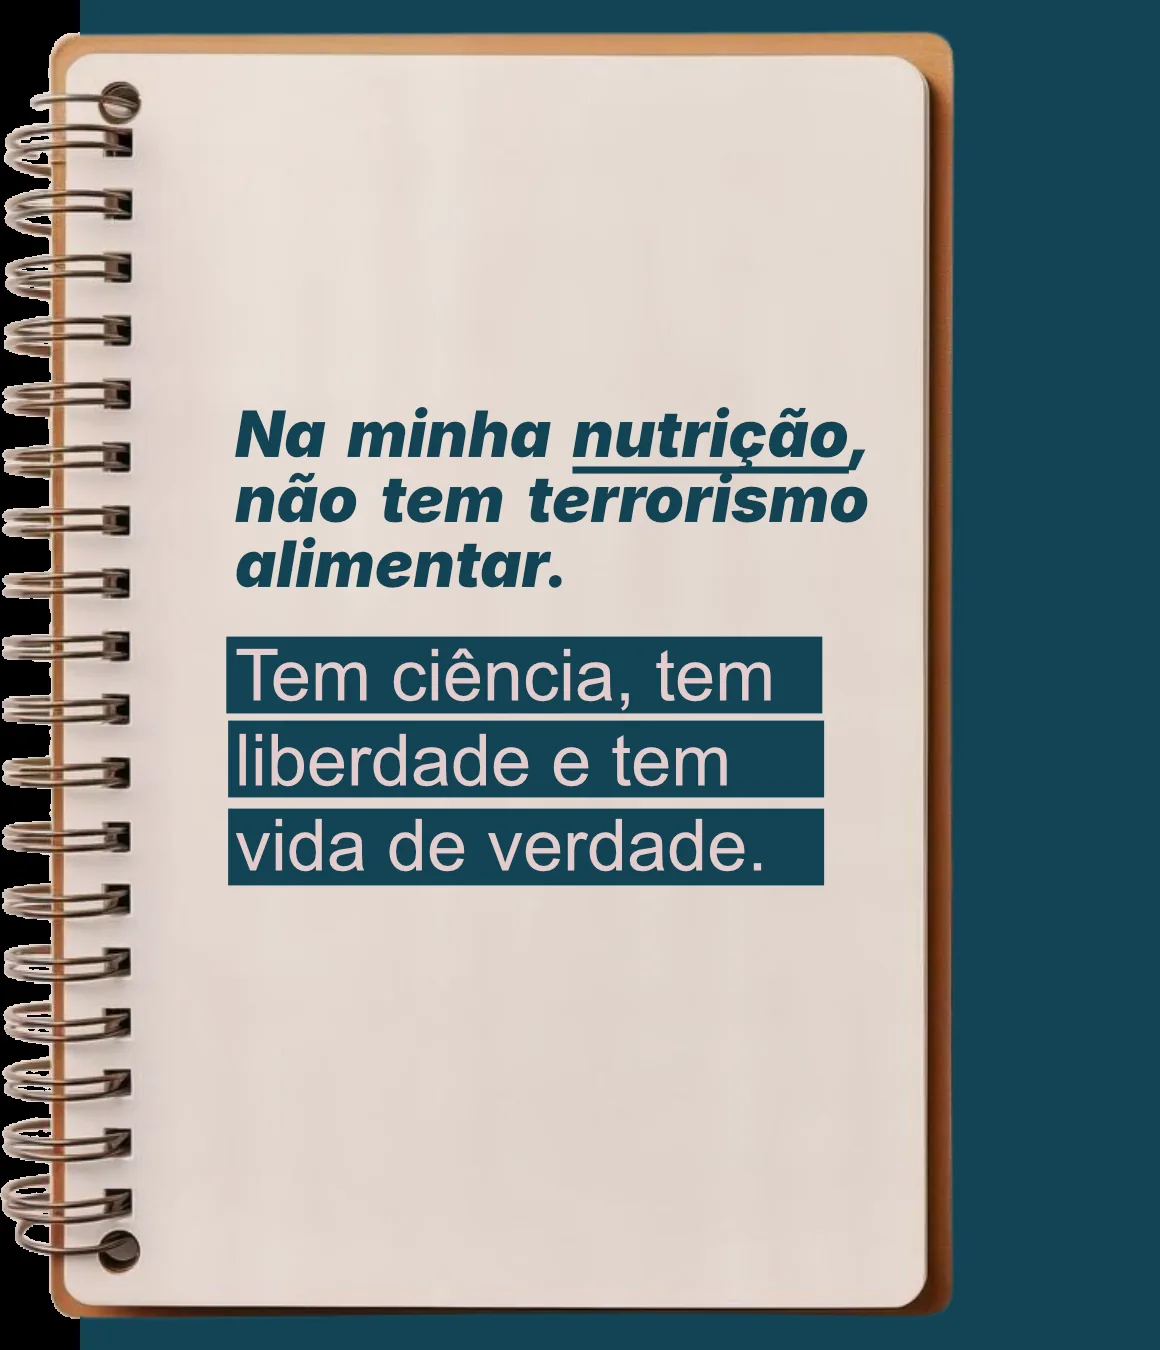 Na minha nutrição,
não tem terrorismo
alimentar.
Tem ciência, tem
liberdade e tem
vida de verdade.